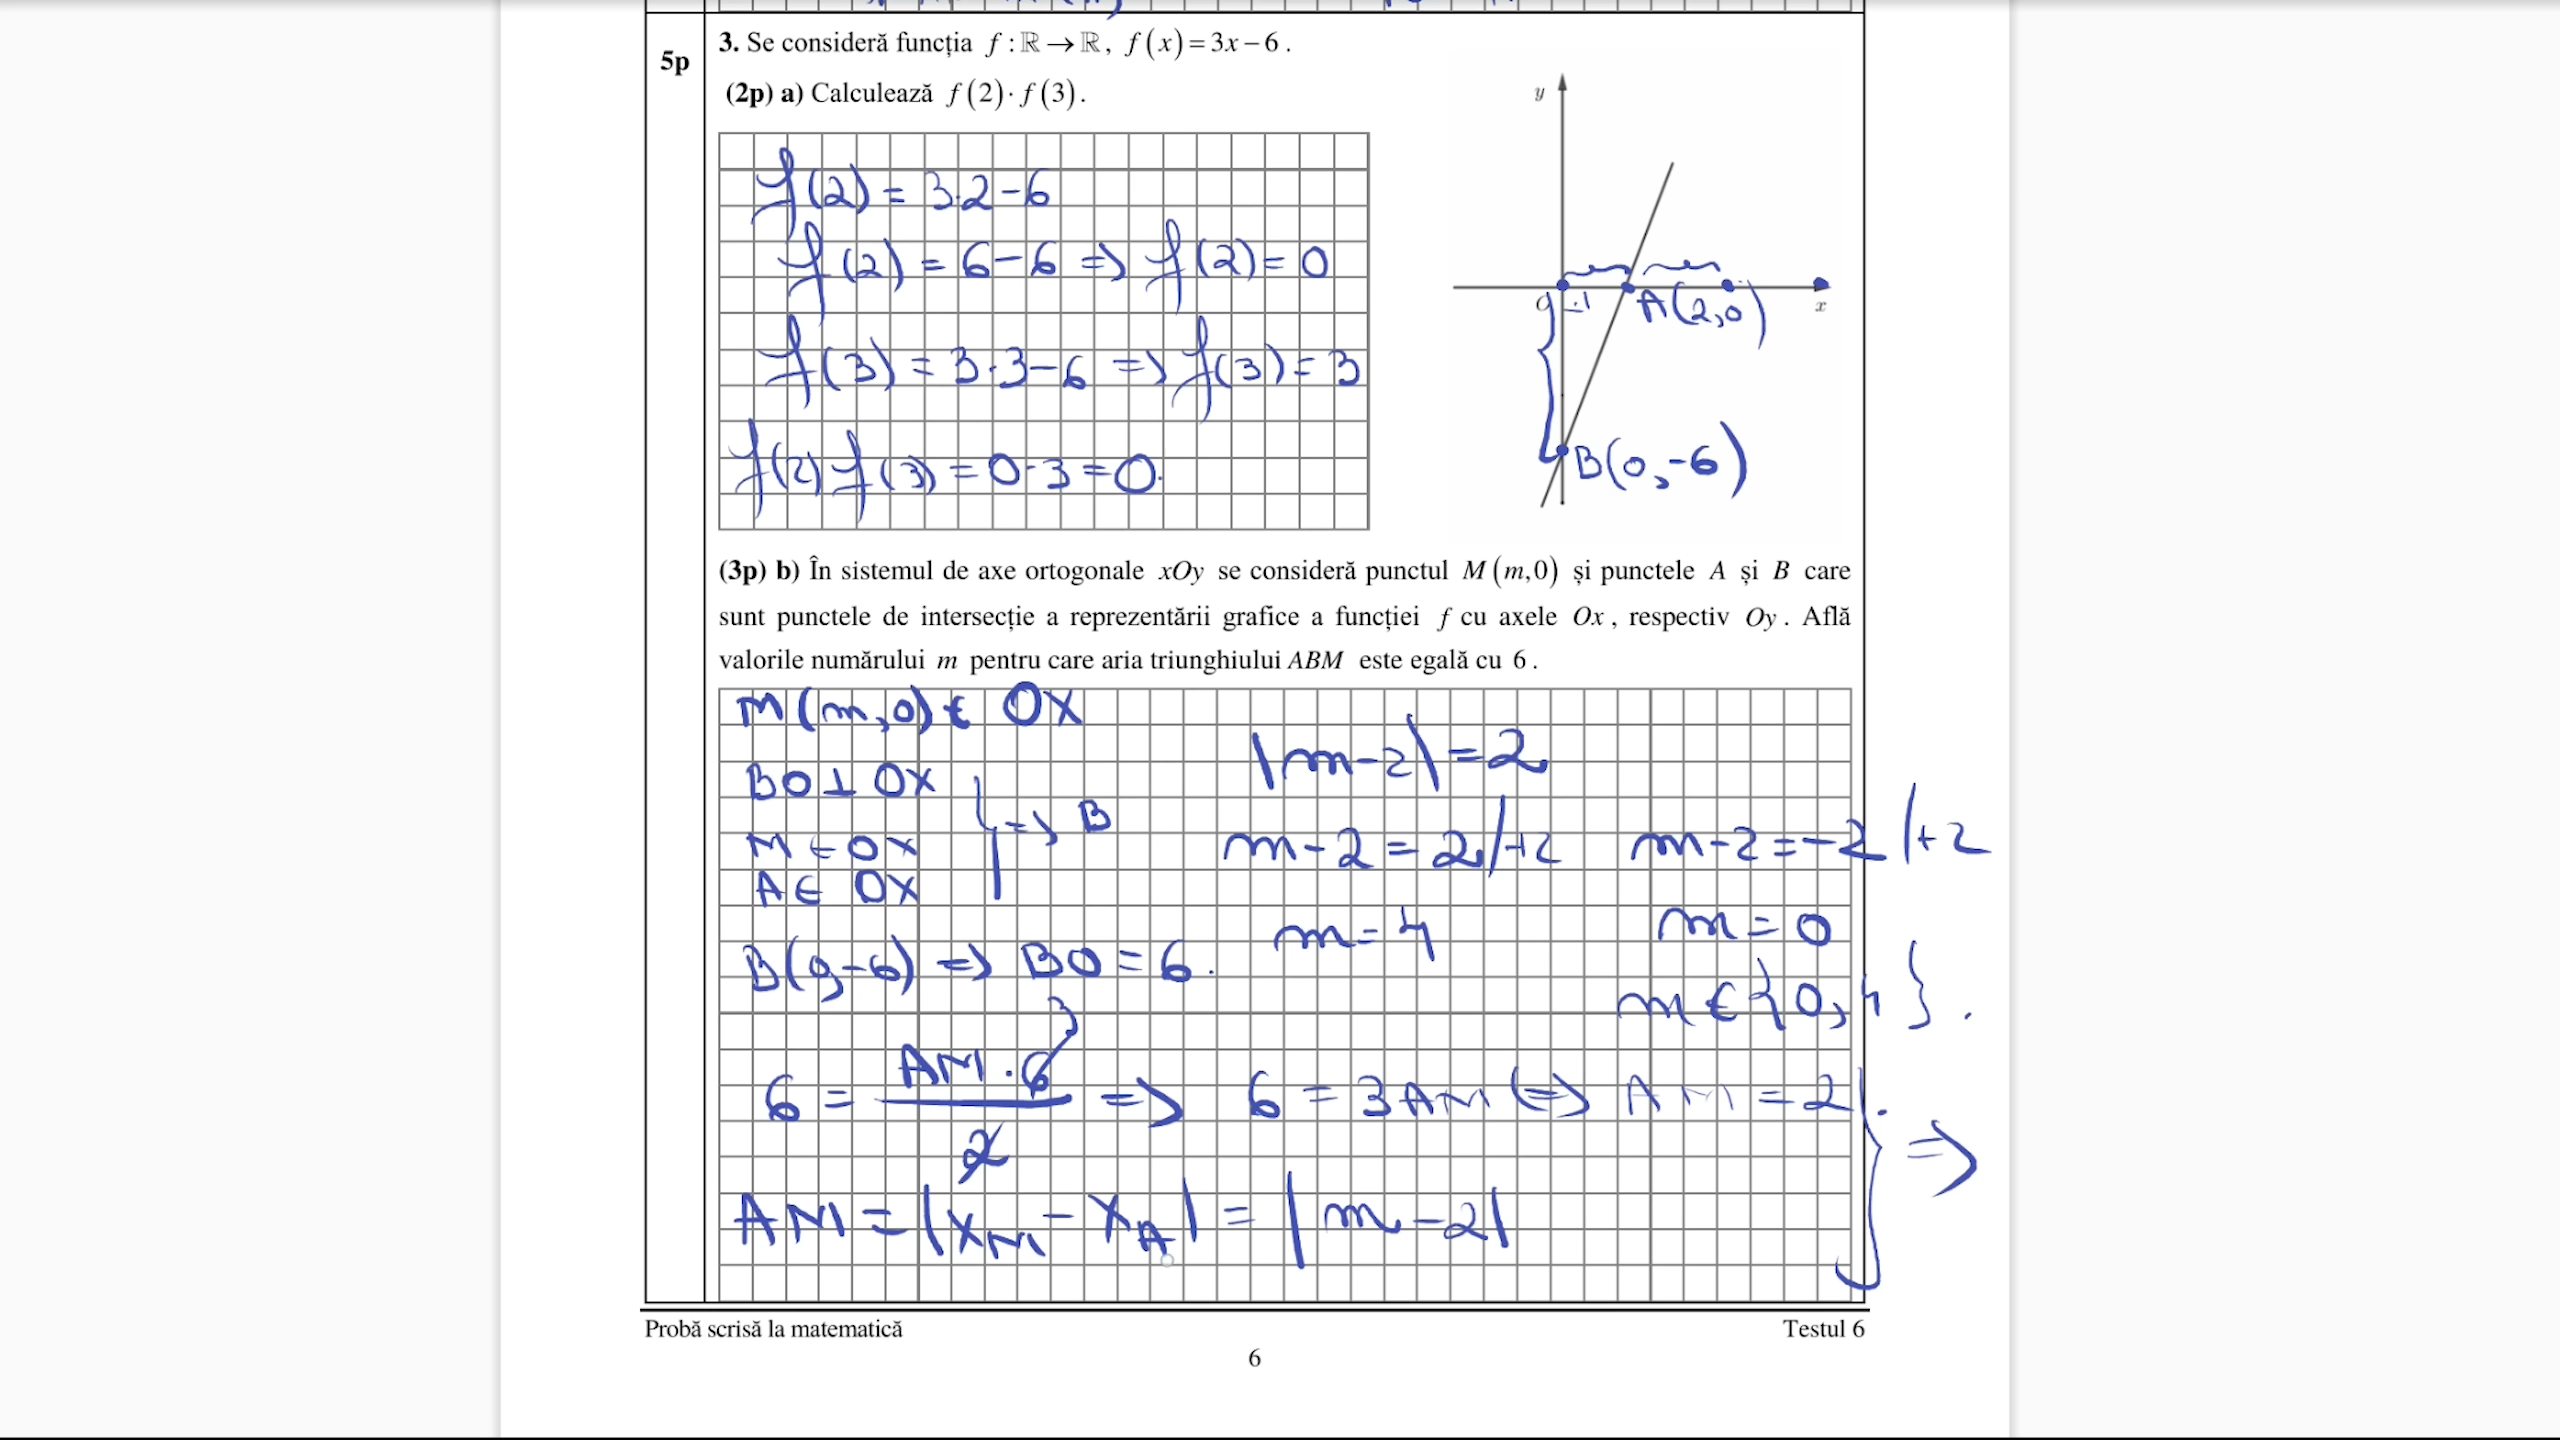 3. Se consideră funcția f : ℝ → ℝ, f(x) = 3x − 6.
5p
(2p) a) Calculează f(2) · f(3).
f(2) = 3·2 − 6
f(2) = 6 − 6 => f(2) = 0
f(3) = 3·3 − 6 => f(3) = 3
f(2) f(3) = 0·3 = 0.
y
O
1
A(2,0)
x
B(0,-6)
(3p) b) În sistemul de axe ortogonale xOy se consideră punctul M(m,0) și punctele A și B care
sunt punctele de intersecție a reprezentării grafice a funcției f cu axele Ox, respectiv Oy. Află
valorile numărului m pentru care aria triunghiului ABM este egală cu 6.
M(m,0) ∈ OX
BO ⊥ OX
M ∈ OX
A ∈ OX
} => B
B(0,-6) => BO = 6.
|m-2| = 2
m-2 = 2 /+2
m-2 = -2 /+2
m = 4
m = 0
m ∈ {0,4}.
6 = AM·6 3 / 2 => 6 = 3AM <=> AM = 2.
AM = |xM - xA| = |m-2|
} =>
Probă scrisă la matematică
Testul 6
6